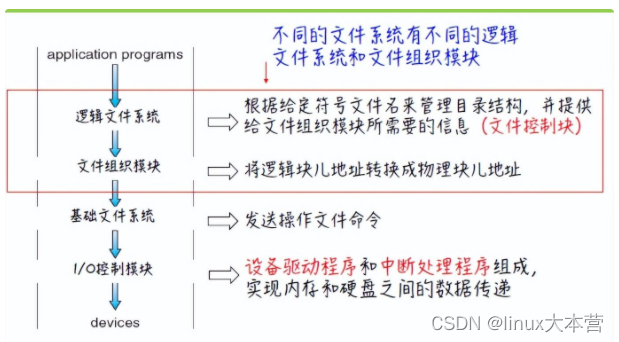 不同的文件系统有不同的逻辑
文件系统和文件组织模块
application programs
逻辑文件系统
根据给定符号文件名来管理目录结构，并提供
给文件组织模块所需要的信息（文件控制块）
文件组织模块
将逻辑块儿地址转换成物理块儿地址
基础文件系统
发送操作文件命令
I/O控制模块
设备驱动程序和中断处理程序组成，
实现内存和硬盘之间的数据传递
devices
CSDN @linux大本营